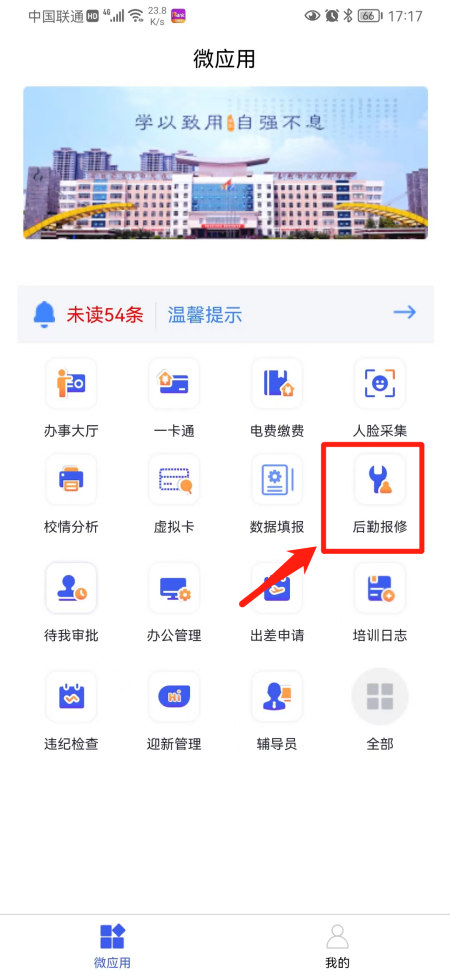 中国联通 HD 4G 23.8 K/s 66 17:17
微应用
学以致用 自强不息
未读54条 温馨提示
办事大厅 一卡通 电费缴费 人脸采集
校情分析 虚拟卡 数据填报 后勤报修
待我审批 办公管理 出差申请 培训日志
Hi
违纪检查 迎新管理 辅导员 全部
微应用 我的